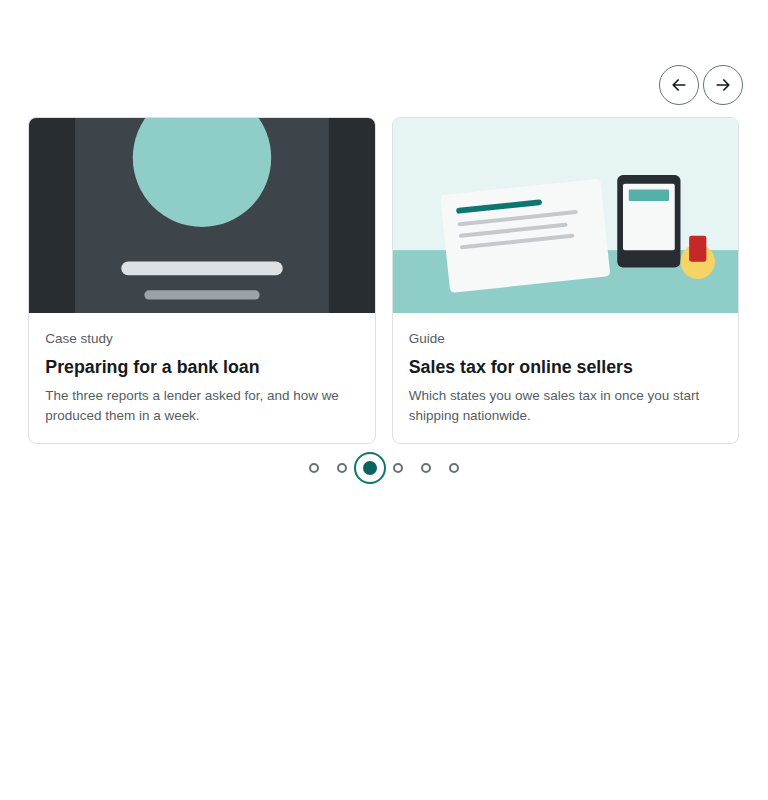 Case study
Preparing for a bank loan
The three reports a lender asked for, and how we
produced them in a week.
Guide
Sales tax for online sellers
Which states you owe sales tax in once you start
shipping nationwide.